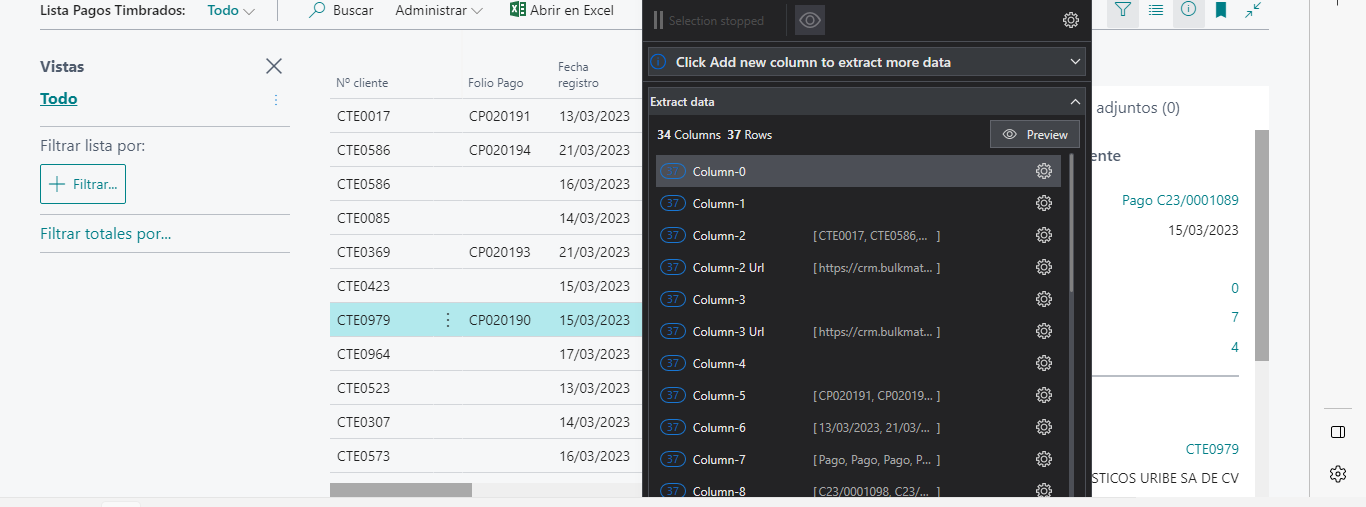 Lista Pagos Timbrados: Todo Buscar Administrar Abrir en Excel
Vistas
Todo
Filtrar lista por:
Filtrar...
Filtrar totales por...
Nº cliente Folio Pago Fecha registro
CTE0017 CP020191 13/03/2023
CTE0586 CP020194 21/03/2023
CTE0586 16/03/2023
CTE0085 14/03/2023
CTE0369 CP020193 21/03/2023
CTE0423 15/03/2023
CTE0979 CP020190 15/03/2023
CTE0964 17/03/2023
CTE0523 13/03/2023
CTE0307 14/03/2023
CTE0573 16/03/2023
Selection stopped
Click Add new column to extract more data
Extract data
34 Columns 37 Rows Preview
37 Column-0
37 Column-1
37 Column-2 [CTE0017, CTE0586,... ]
37 Column-2 Url [https://crm.bulkmat... ]
37 Column-3
37 Column-3 Url [https://crm.bulkmat... ]
37 Column-4
37 Column-5 [CP020191, CP02019... ]
37 Column-6 [13/03/2023, 21/03/... ]
37 Column-7 [Pago, Pago, Pago, P... ]
37 Column-8 [C23/0001098, C23/... ]
adjuntos (0)
ente
Pago C23/0001089
15/03/2023
0
7
4
CTE0979
STICOS URIBE SA DE CV